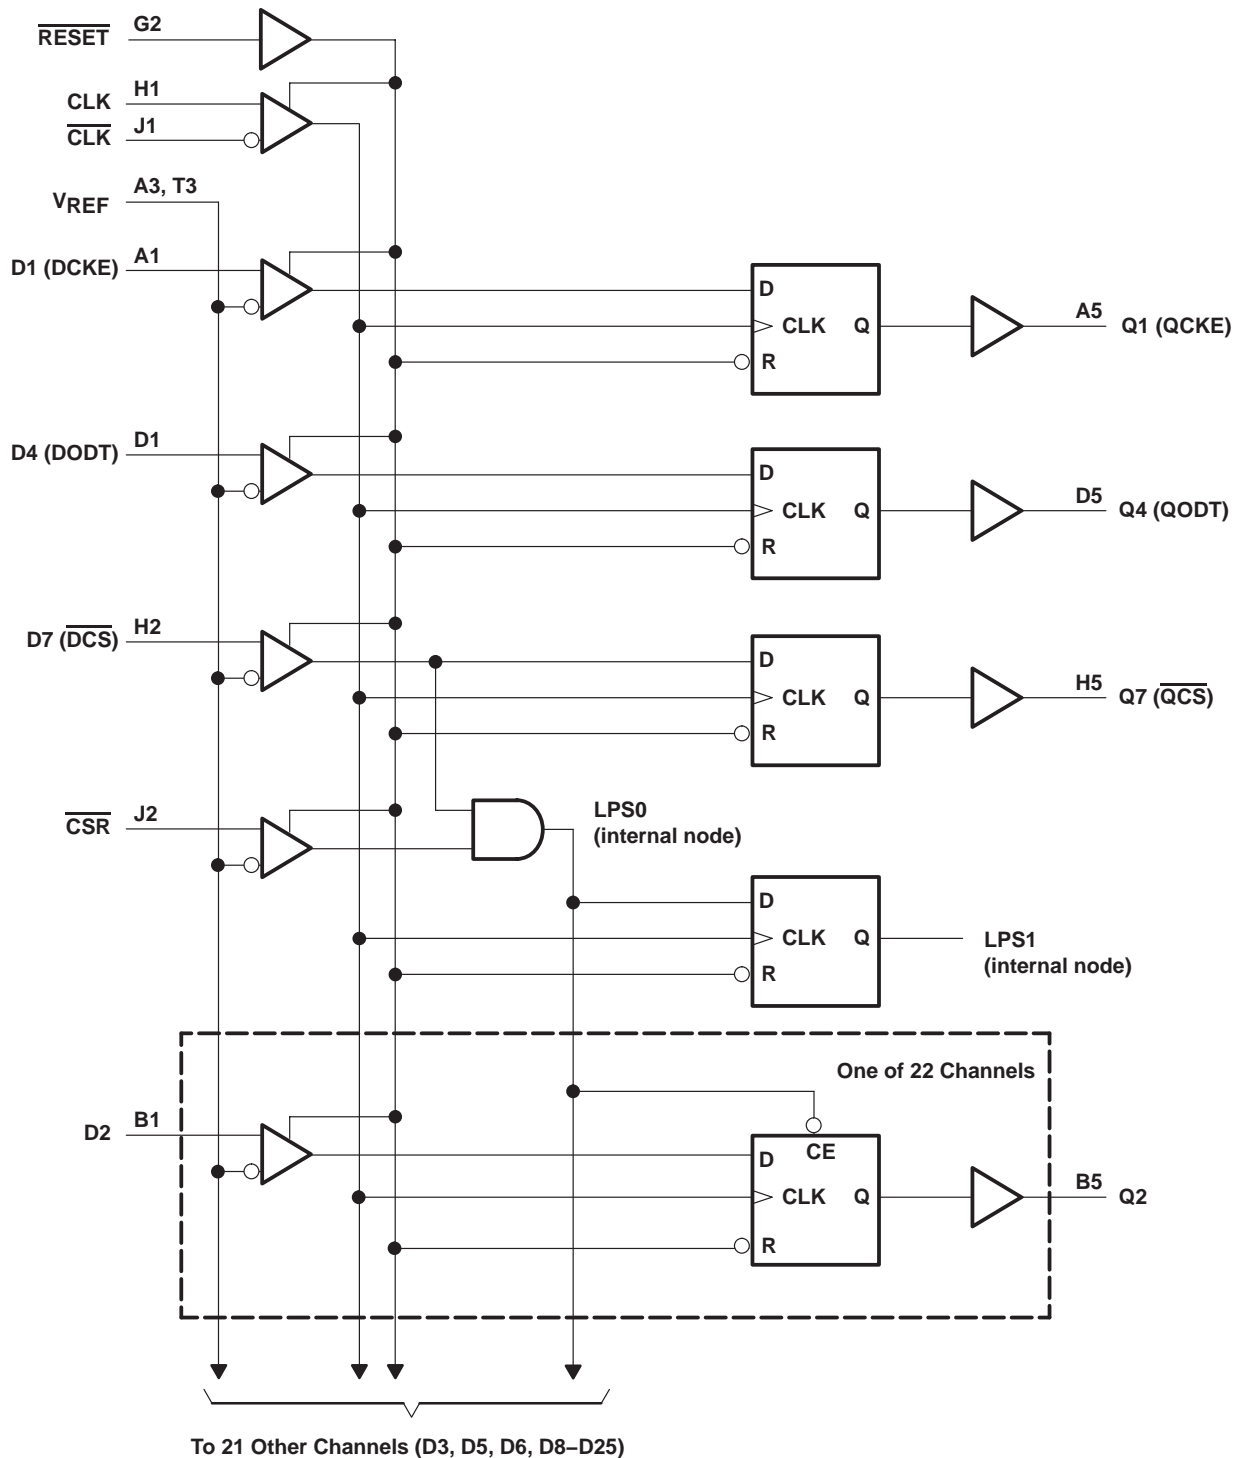 RESET G2
CLK H1
CLK J1
VREF A3, T3
D1 (DCKE) A1
D
CLK Q
R
A5
Q1 (QCKE)
D4 (DODT) D1
D
CLK Q
R
D5
Q4 (QODT)
D7 (DCS) H2
D
CLK Q
R
H5
Q7 (QCS)
CSR J2
LPS0
(internal node)
D
CLK Q
R
LPS1
(internal node)
One of 22 Channels
D2 B1
CE
D
CLK Q
R
B5
Q2
To 21 Other Channels (D3, D5, D6, D8–D25)